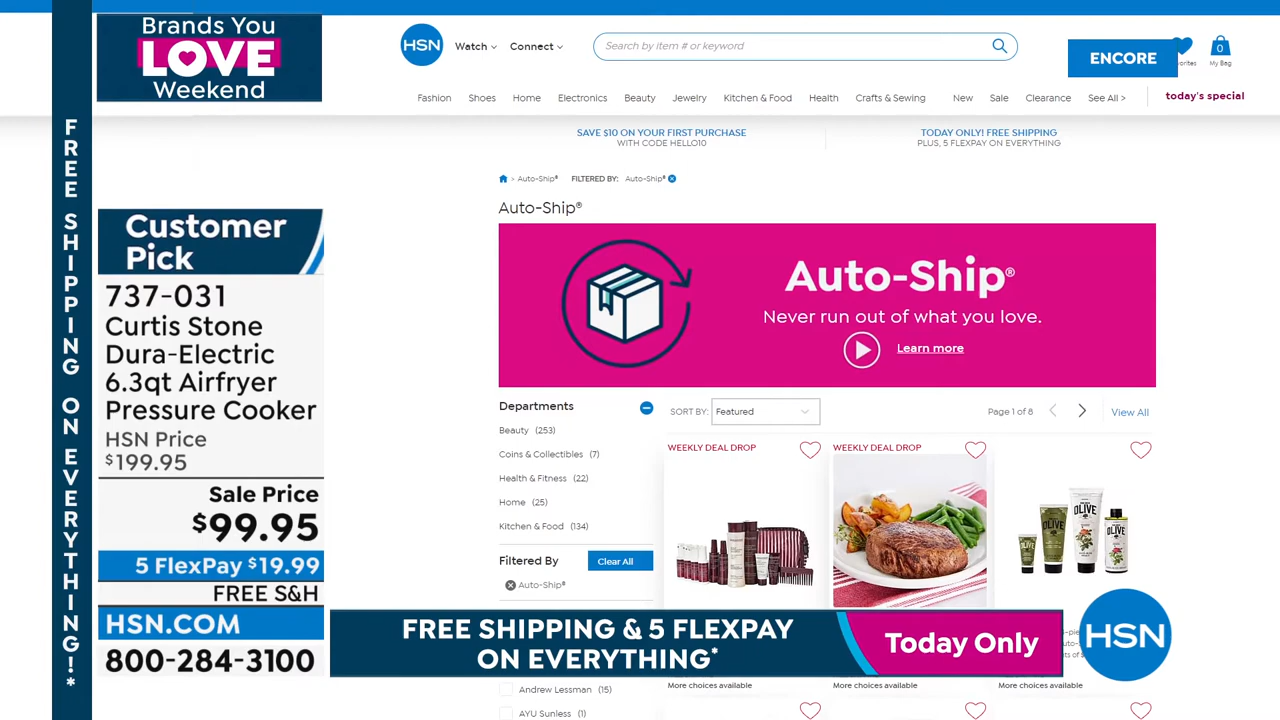 Brands You
LOVE
Weekend
FREE SHIPPING ON EVERYTHING!*
Customer
Pick
737-031
Curtis Stone
Dura-Electric
6.3qt Airfryer
Pressure Cooker
HSN Price
$199.95
Sale Price
$99.95
5 FlexPay $19.99
FREE S&H
HSN.COM
800-284-3100
HSN
Watch
Connect
Search by item # or keyword
ENCORE
0
My Bag
Fashion Shoes Home Electronics Beauty Jewelry Kitchen & Food Health Crafts & Sewing New Sale Clearance See All > today's special
SAVE $10 ON YOUR FIRST PURCHASE
WITH CODE HELLO10
TODAY ONLY! FREE SHIPPING
PLUS, 5 FLEXPAY ON EVERYTHING
> Auto-Ship® FILTERED BY: Auto-Ship®
Auto-Ship®
Auto-Ship®
Never run out of what you love.
Learn more
Departments
Beauty (253)
Coins & Collectibles (7)
Health & Fitness (22)
Home (25)
Kitchen & Food (134)
Filtered By
Clear All
Auto-Ship®
SORT BY: Featured
Page 1 of 8
View All
WEEKLY DEAL DROP
WEEKLY DEAL DROP
OLIVE
OLIVE
OLIVE
FREE SHIPPING & 5 FLEXPAY
ON EVERYTHING*
Today Only
HSN
More choices available
More choices available
More choices available
Andrew Lessman (15)
AYU Sunless (1)